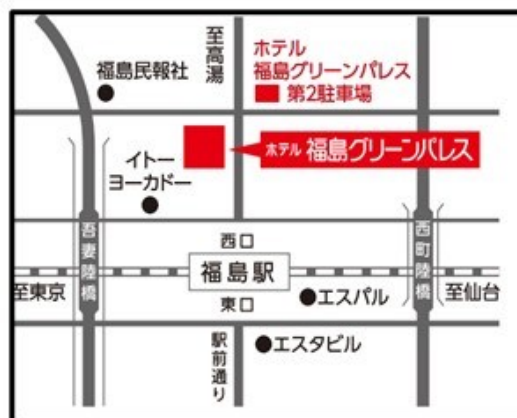 至高湯
ホテル
福島グリーンパレス
第2駐車場
福島民報社
ホテル 福島グリーンパレス
イトー
ヨーカドー
吾妻陸橋
西口
福島駅
東口
西町陸橋
至東京
至仙台
エスパル
駅前通り
エスタビル